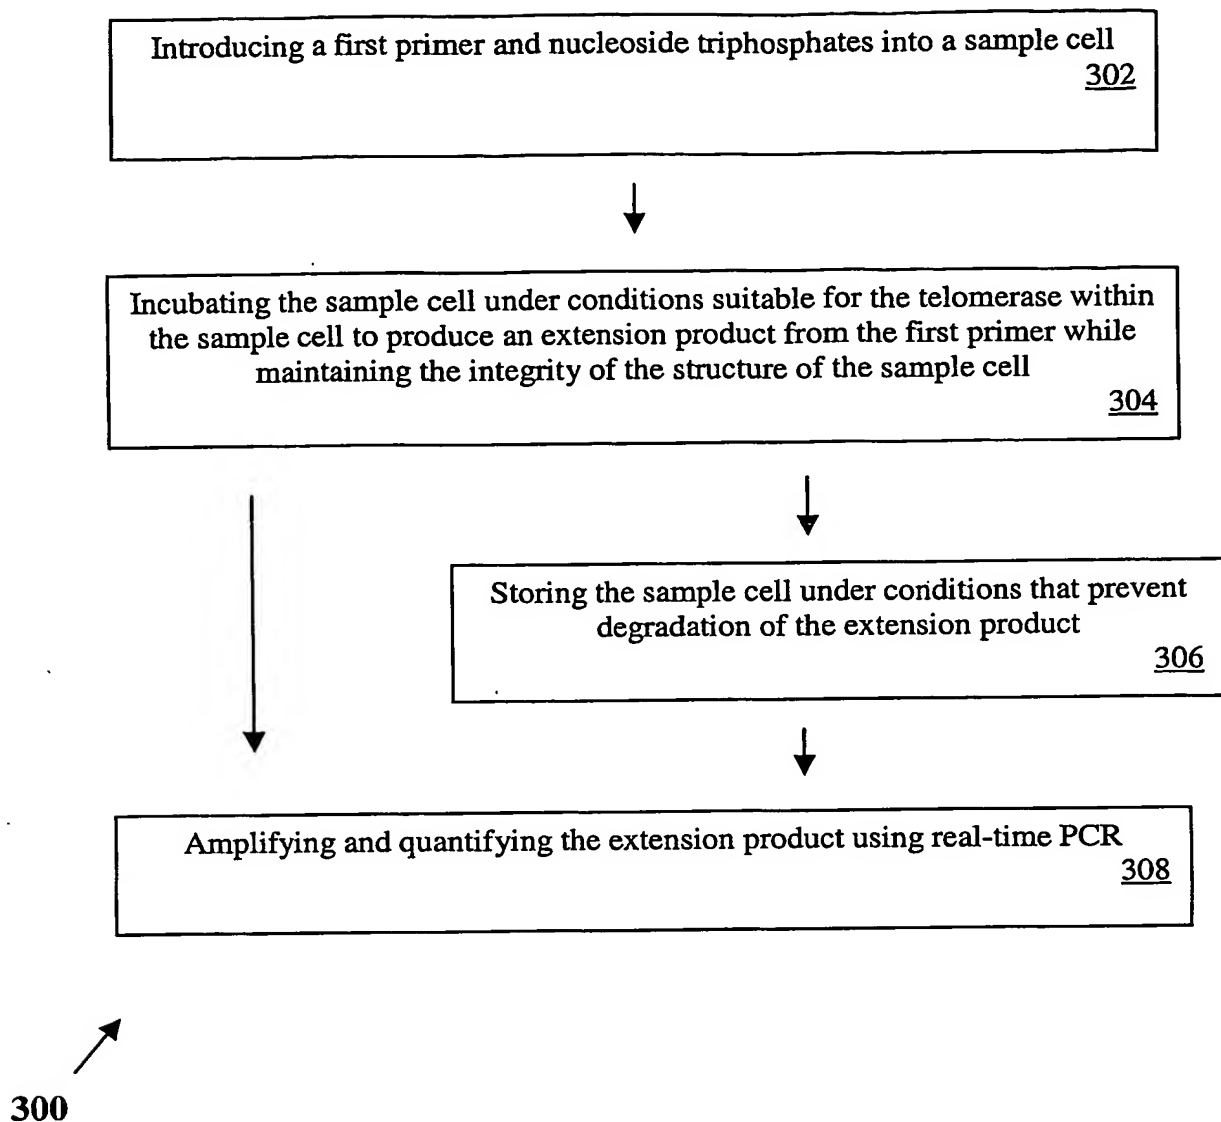 Introducing a first primer and nucleoside triphosphates into a sample cell
302
Incubating the sample cell under conditions suitable for the telomerase within
the sample cell to produce an extension product from the first primer while
maintaining the integrity of the structure of the sample cell
304
Storing the sample cell under conditions that prevent
degradation of the extension product
306
Amplifying and quantifying the extension product using real-time PCR
308
300